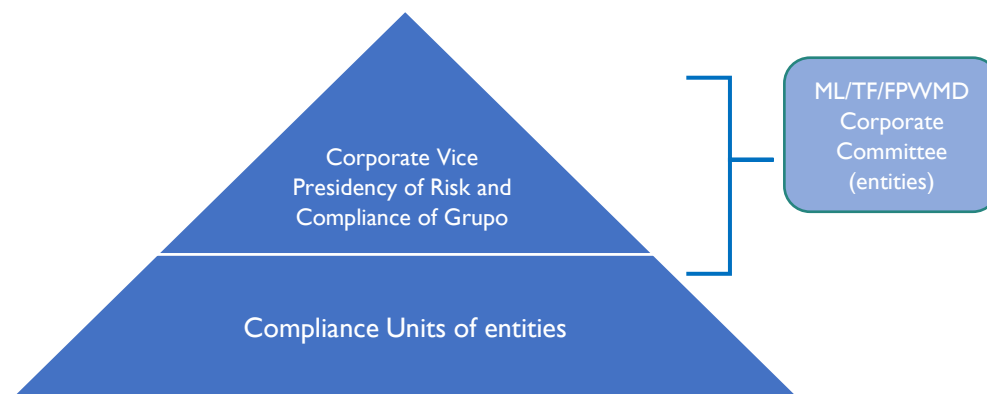 Corporate Vice
Presidency of Risk and
Compliance of Grupo
Compliance Units of entities
ML/TF/FPWMD
Corporate
Committee
(entities)